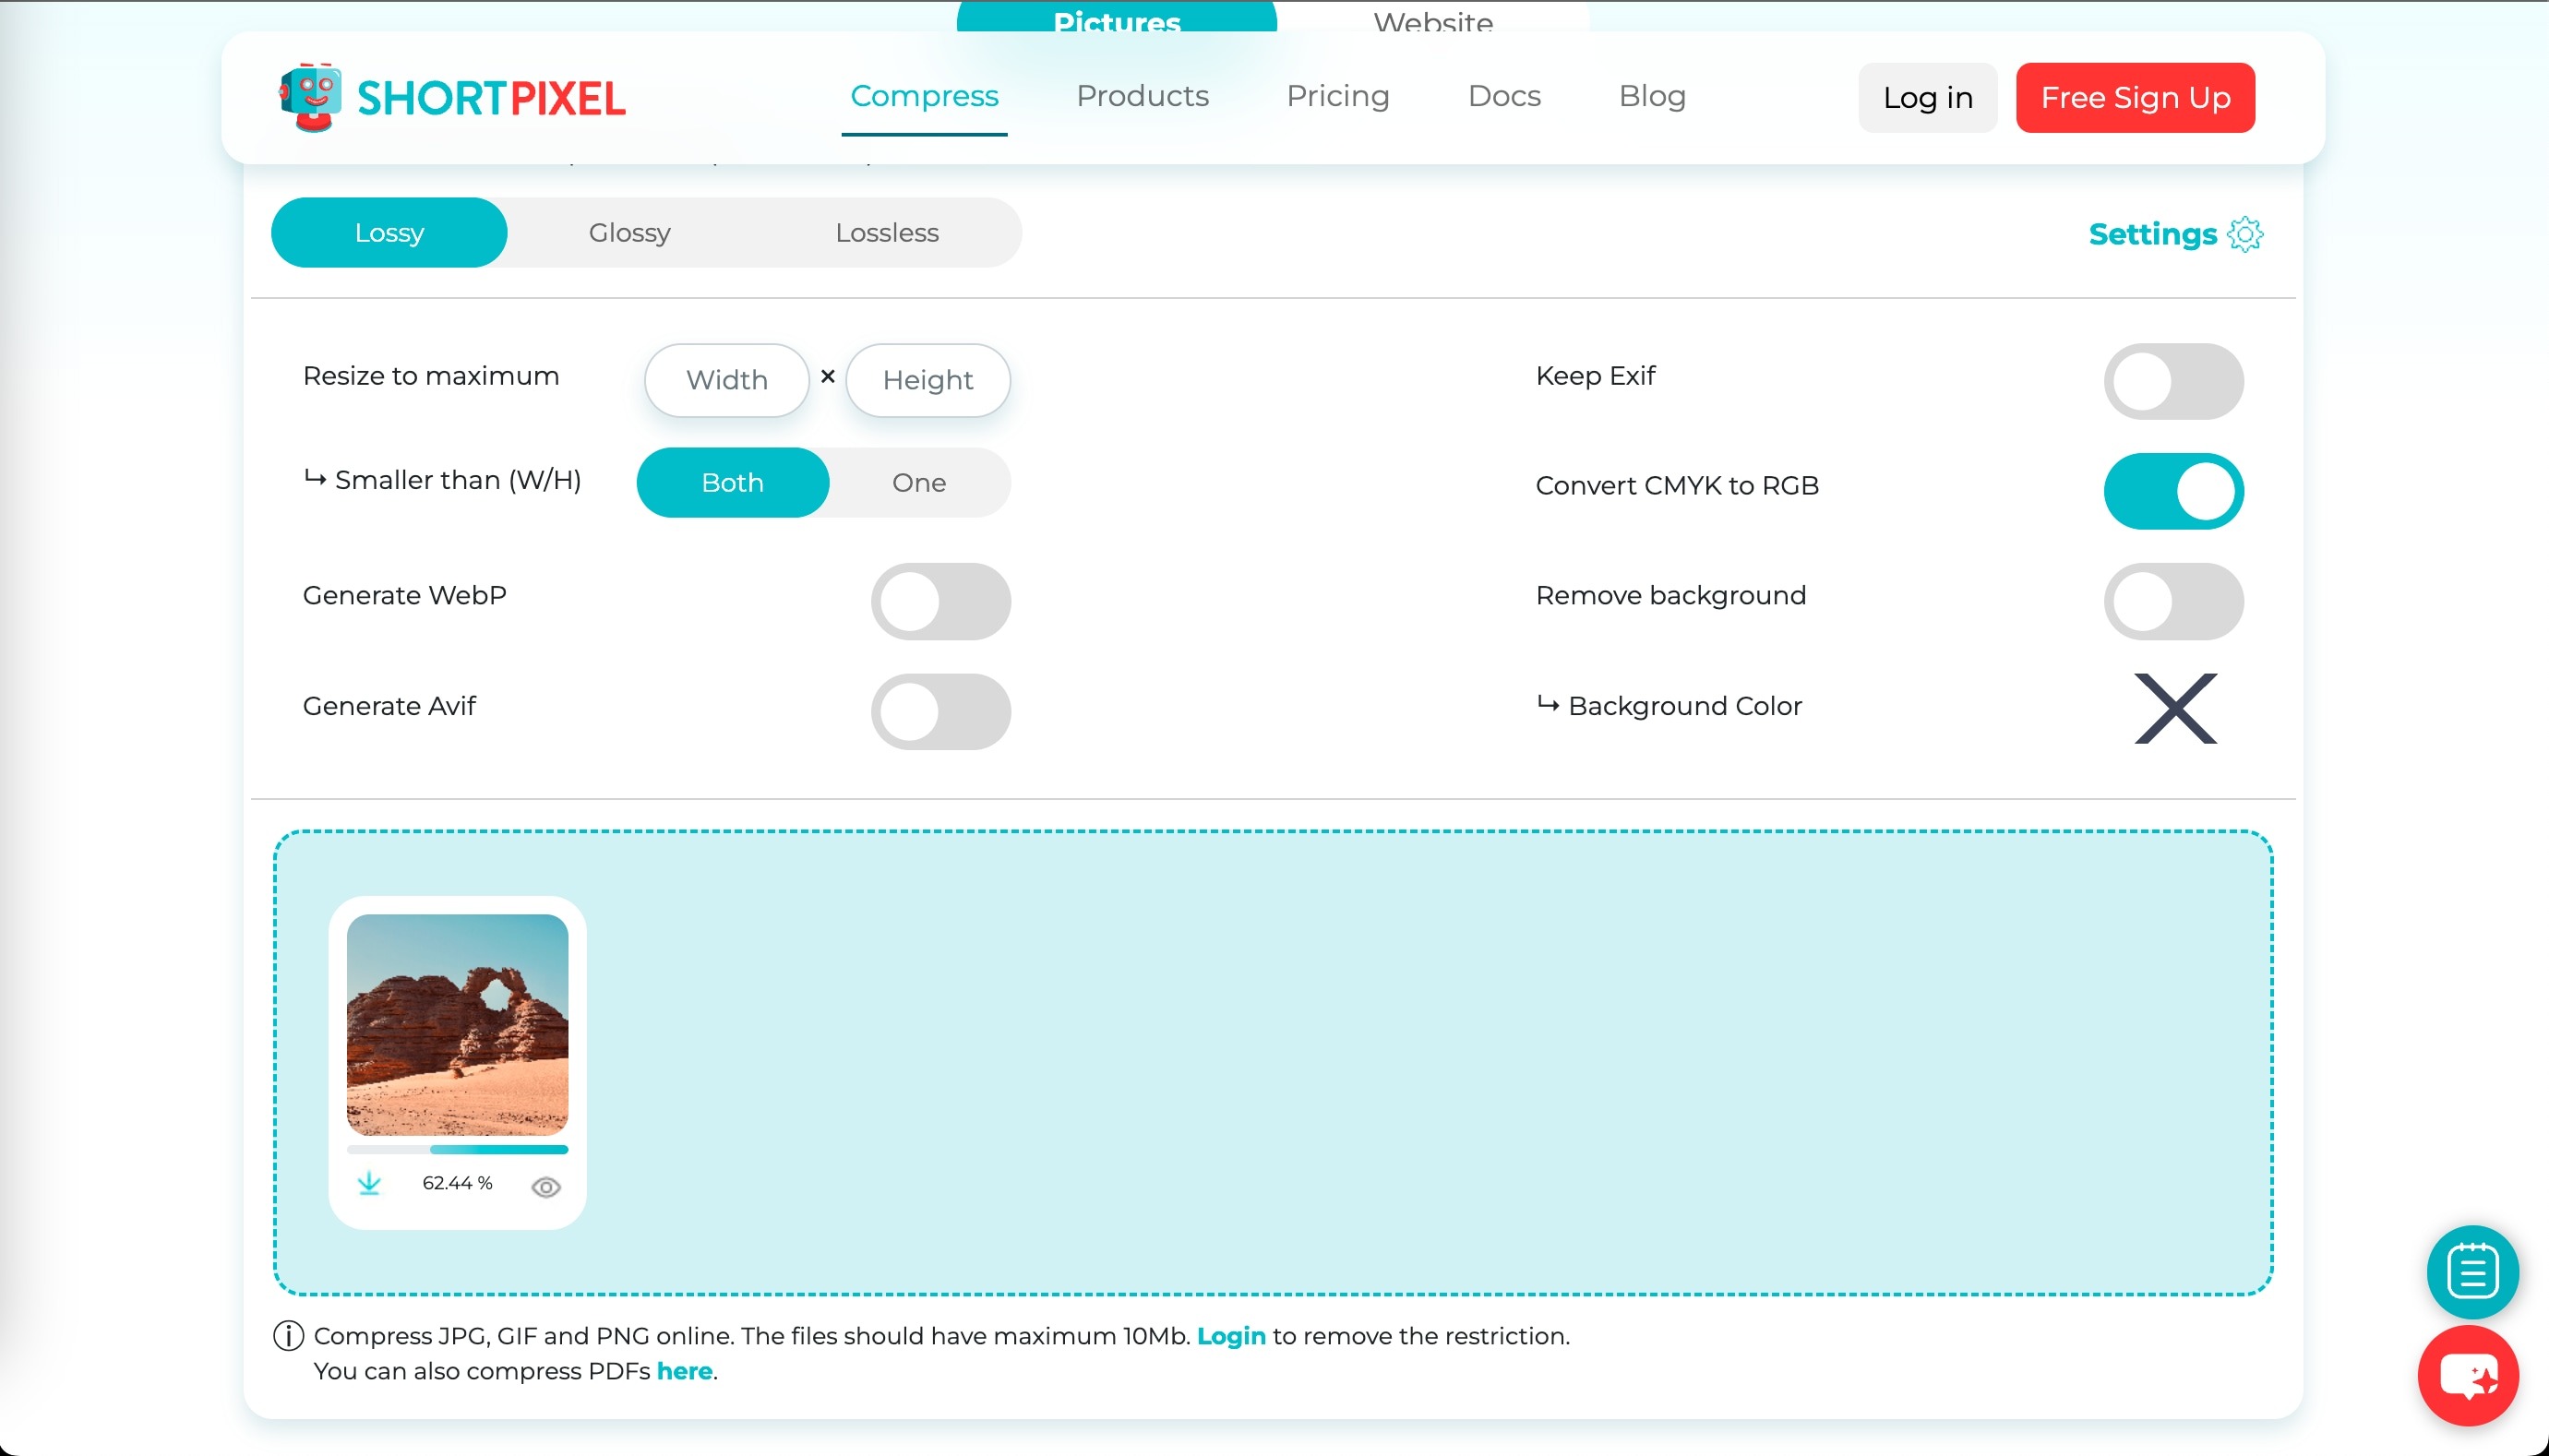 Pictures Website
SHORTPIXEL
Compress Products Pricing Docs Blog
Log in Free Sign Up
Lossy Glossy Lossless
Settings
Resize to maximum Width × Height
Keep Exif
↳ Smaller than (W/H) Both One
Convert CMYK to RGB
Generate WebP
Remove background
Generate Avif
↳ Background Color
62.44 %
Compress JPG, GIF and PNG online. The files should have maximum 10Mb. Login to remove the restriction.
You can also compress PDFs here.